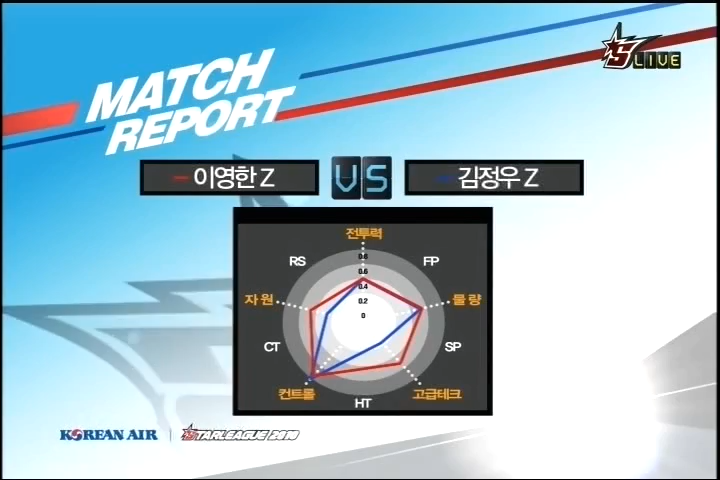 MATCH
REPORT
S LIVE
이영한 Z VS 김정우 Z
전투력
RS FP
0.8
0.6
0.4
0.2
0
자원 물량
CT SP
컨트롤 고급테크
HT
KOREAN AIR STARLEAGUE 2010